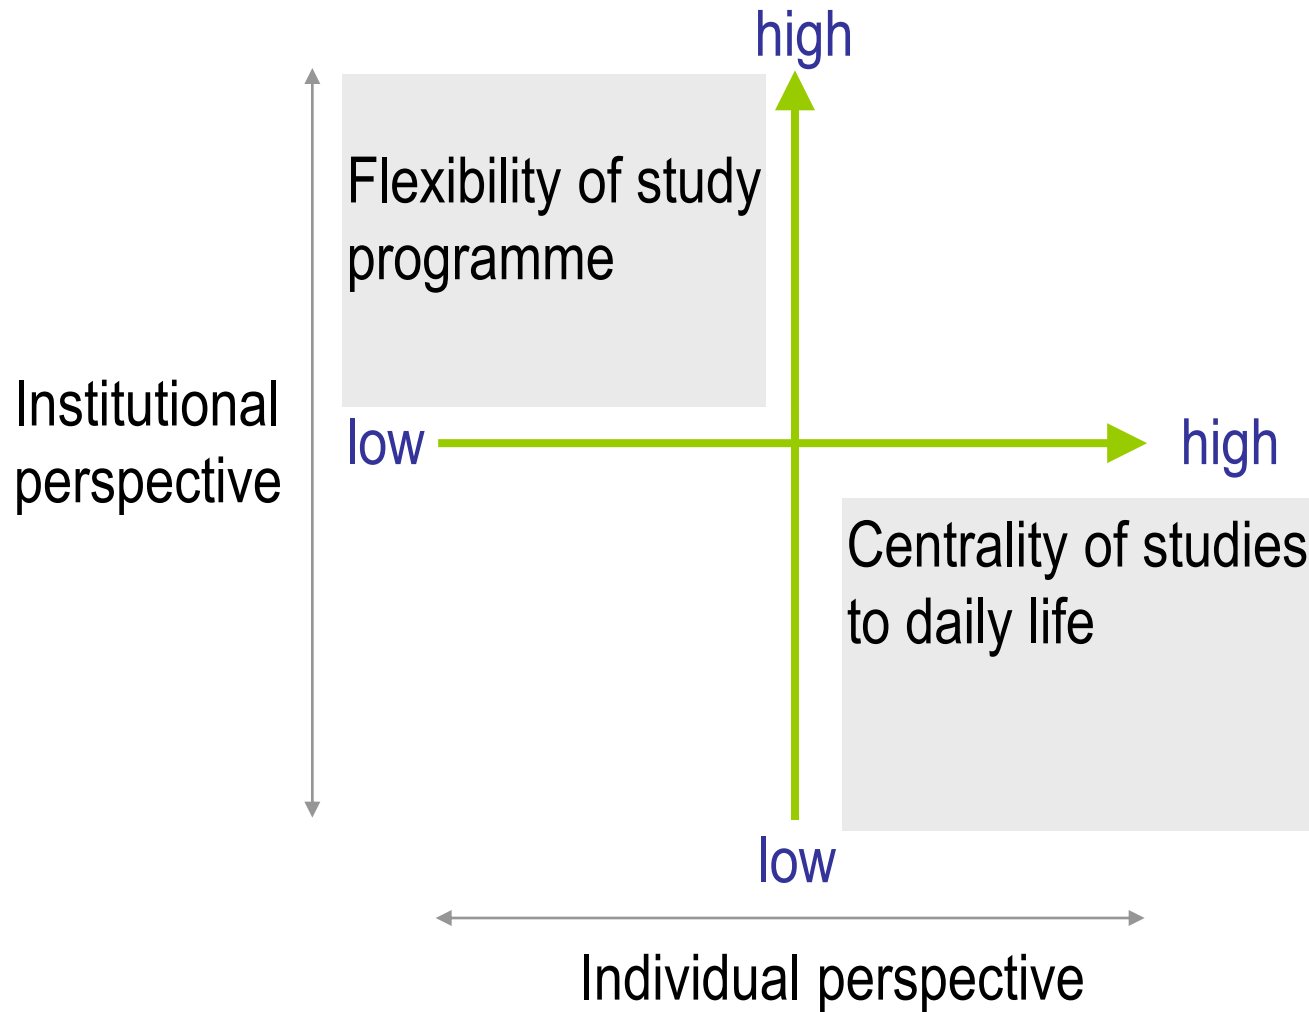 high
Flexibility of study
programme
Institutional
perspective
low
high
Centrality of studies
to daily life
low
Individual perspective